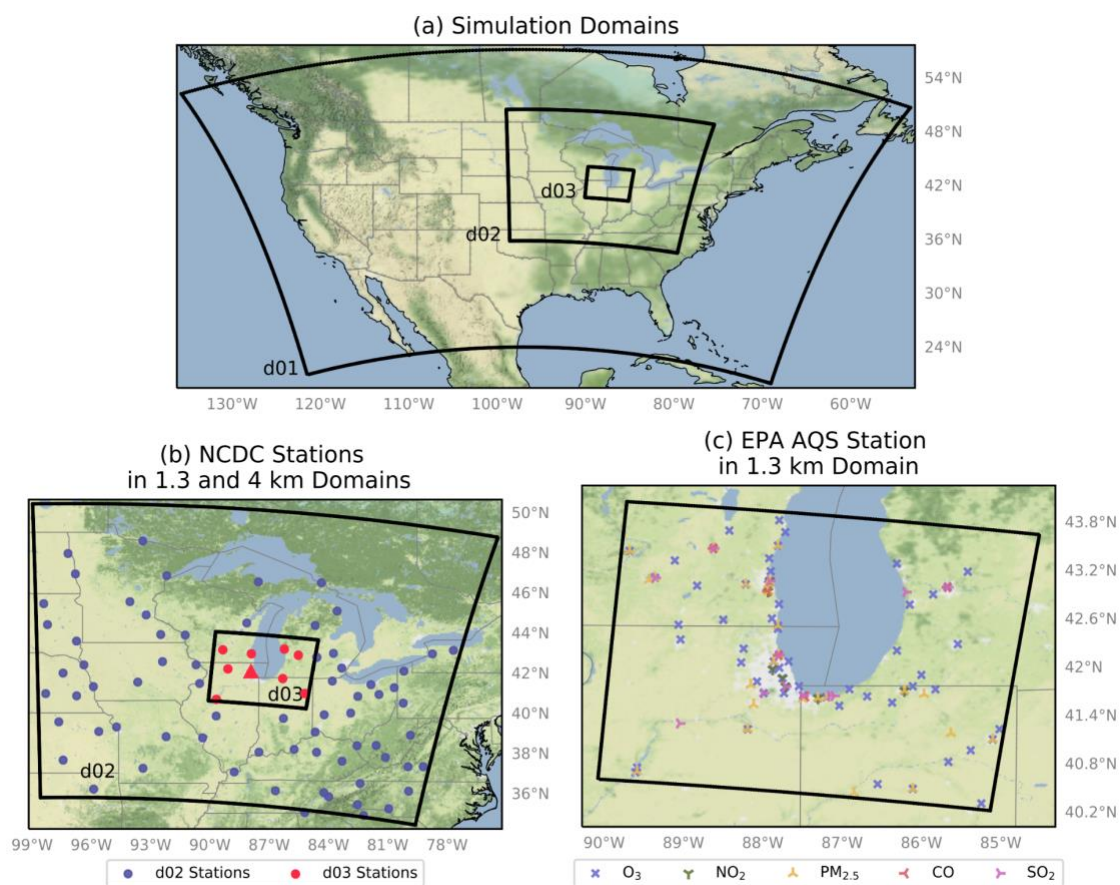 (a) Simulation Domains
54°N
48°N
42°N
36°N
30°N
24°N
d03
d02
d01
130°W 120°W 110°W 100°W 90°W 80°W 70°W 60°W
(b) NCDC Stations
in 1.3 and 4 km Domains
50°N
48°N
46°N
44°N
42°N
40°N
38°N
36°N
d03
d02
99°W 96°W 93°W 90°W 87°W 84°W 81°W 78°W
d02 Stations d03 Stations
(c) EPA AQS Station
in 1.3 km Domain
43.8°N
43.2°N
42.6°N
42°N
41.4°N
40.8°N
40.2°N
90°W 89°W 88°W 87°W 86°W 85°W
O₃ NO₂ PM₂.₅ CO SO₂